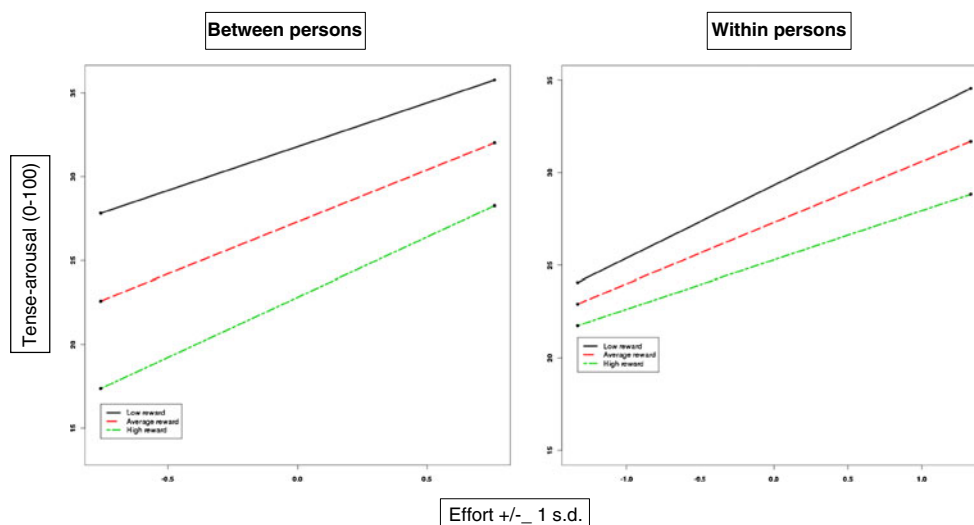 Between persons
Within persons
Tense-arousal (0-100)
35
30
25
20
15
Low reward
Average reward
High reward
-0.5
0.0
0.5
35
30
25
20
15
Low reward
Average reward
High reward
-1.0
-0.5
0.0
0.5
1.0
Effort +/-_ 1 s.d.